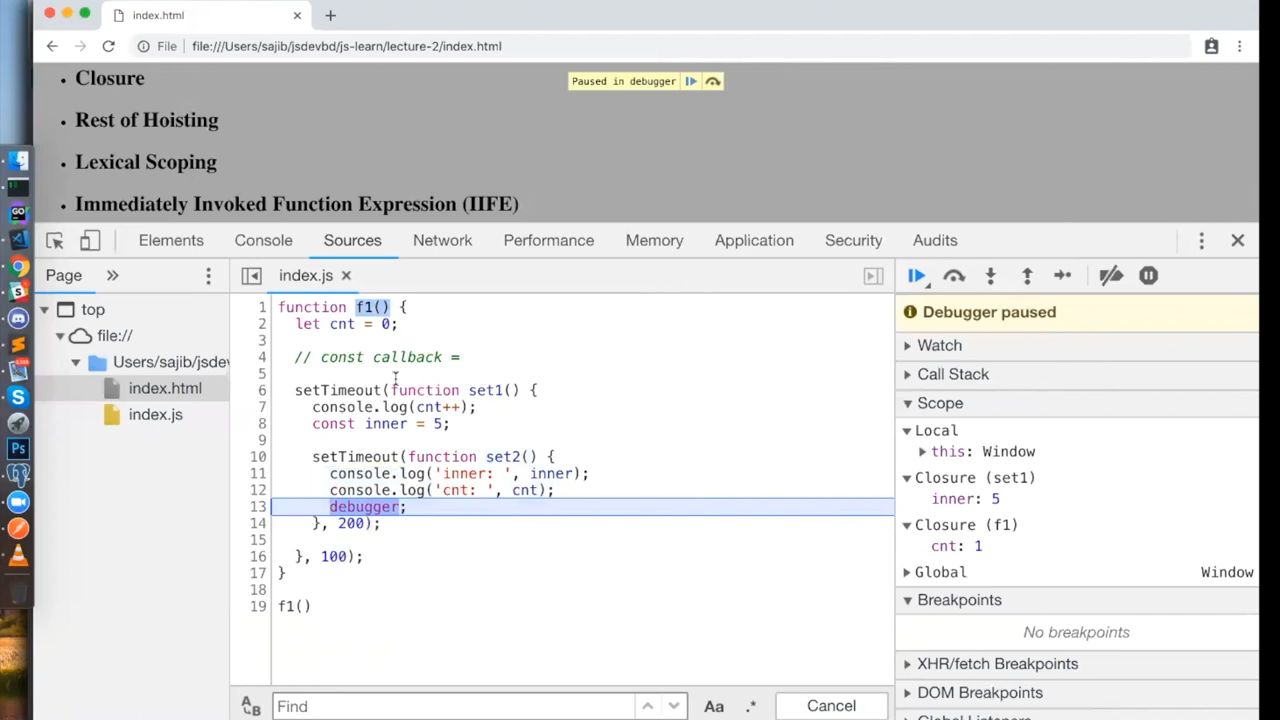 index.html
File
file:///Users/sajib/jsdevbd/js-learn/lecture-2/index.html
Closure
Paused in debugger
Rest of Hoisting
Lexical Scoping
Immediately Invoked Function Expression (IIFE)
Elements Console Sources Network Performance Memory Application Security Audits
Page
index.js
top
file://
Users/sajib/jsdev
index.html
index.js
1 function f1() {
2 let cnt = 0;
3
4 // const callback =
5
6 setTimeout(function set1() {
7 console.log(cnt++);
8 const inner = 5;
9
10 setTimeout(function set2() {
11 console.log('inner: ', inner);
12 console.log('cnt: ', cnt);
13 debugger;
14 }, 200);
15
16 }, 100);
17 }
18
19 f1()
Debugger paused
Watch
Call Stack
Scope
Local
this: Window
Closure (set1)
inner: 5
Closure (f1)
cnt: 1
Global Window
Breakpoints
No breakpoints
XHR/fetch Breakpoints
DOM Breakpoints
Global Listeners
GO
Ps
Find
Aa
.*
Cancel